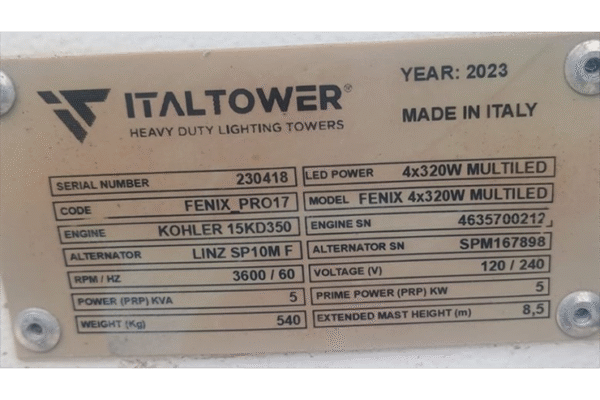 ITALTOWER®
HEAVY DUTY LIGHTING TOWERS
YEAR: 2023
MADE IN ITALY
SERIAL NUMBER 230418 LED POWER 4x320W MULTILED
CODE FENIX_PRO17 MODEL FENIX 4x320W MULTILED
ENGINE KOHLER 15KD350 ENGINE SN 4635700212
ALTERNATOR LINZ SP10M F ALTERNATOR SN SPM167898
RPM / HZ 3600 / 60 VOLTAGE (V) 120 / 240
POWER (PRP) KVA 5 PRIME POWER (PRP) KW 5
WEIGHT (Kg) 540 EXTENDED MAST HEIGHT (m) 8,5